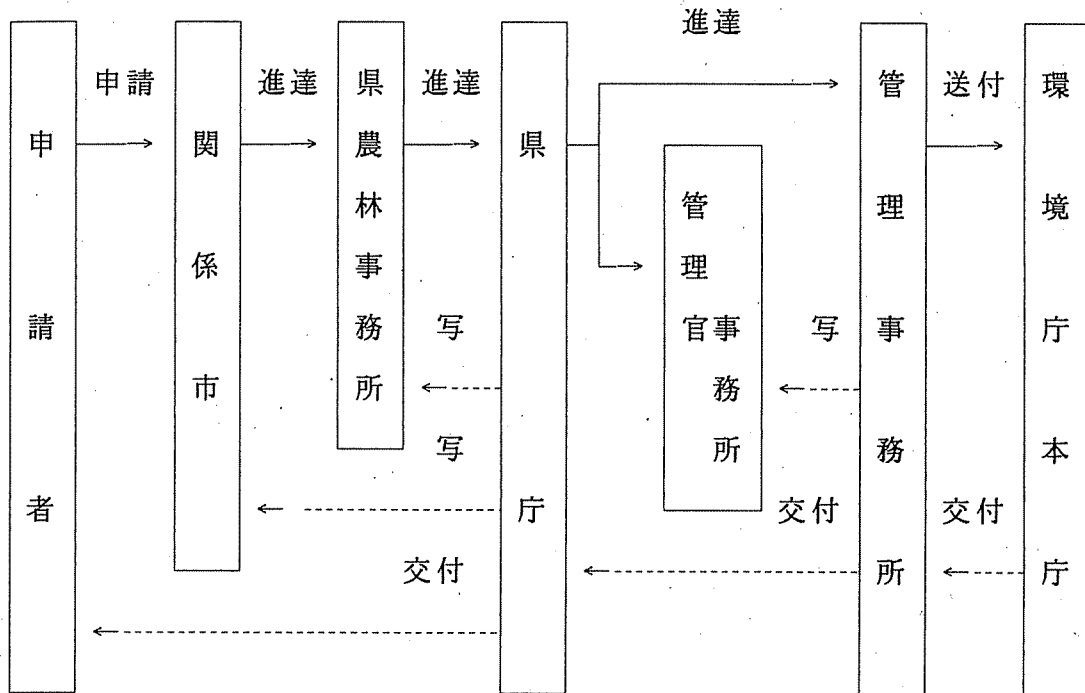 進達
申請
進達
進達
送付
申請者
関係市
県農林事務所
県庁
管理官事務所
管理事務所
環境庁本庁
写
写
写
交付
交付
交付